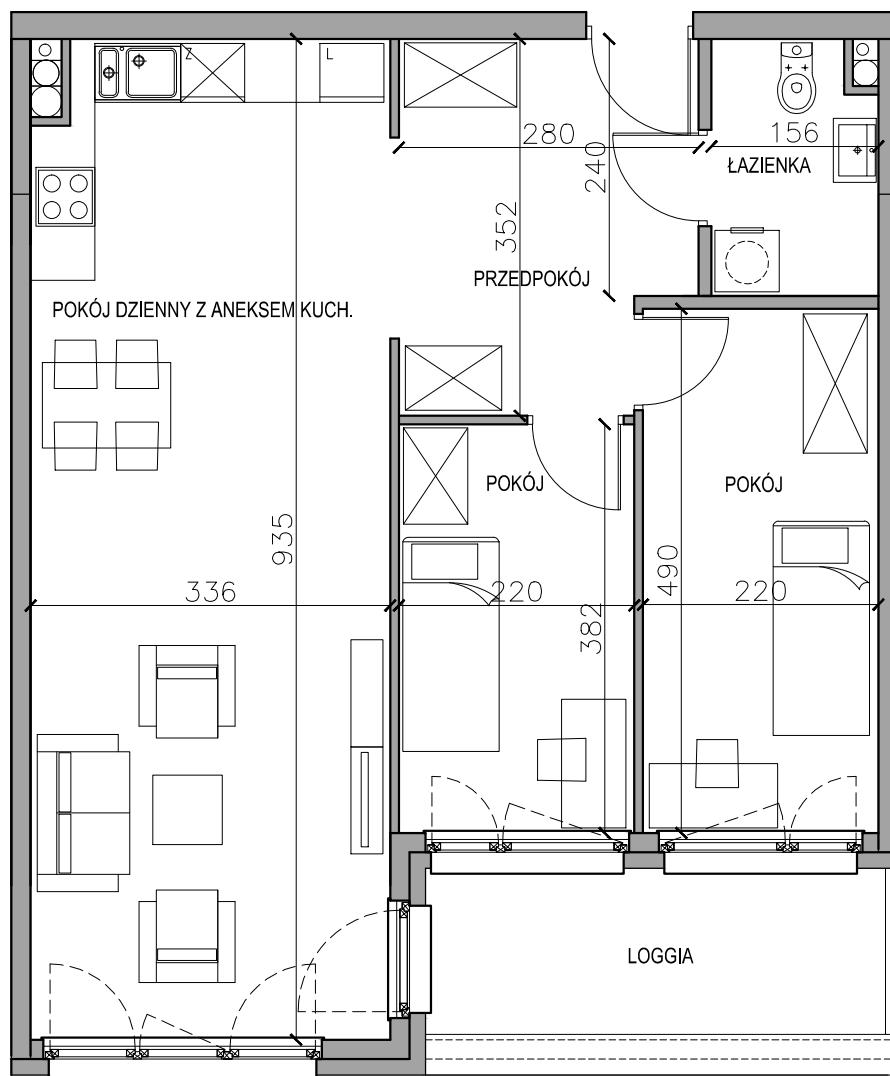 Z
L
280
156
240
ŁAZIENKA
352
PRZEDPOKÓJ
POKÓJ DZIENNY Z ANEKSEM KUCH.
POKÓJ
POKÓJ
935
490
336
220
382
220
LOGGIA